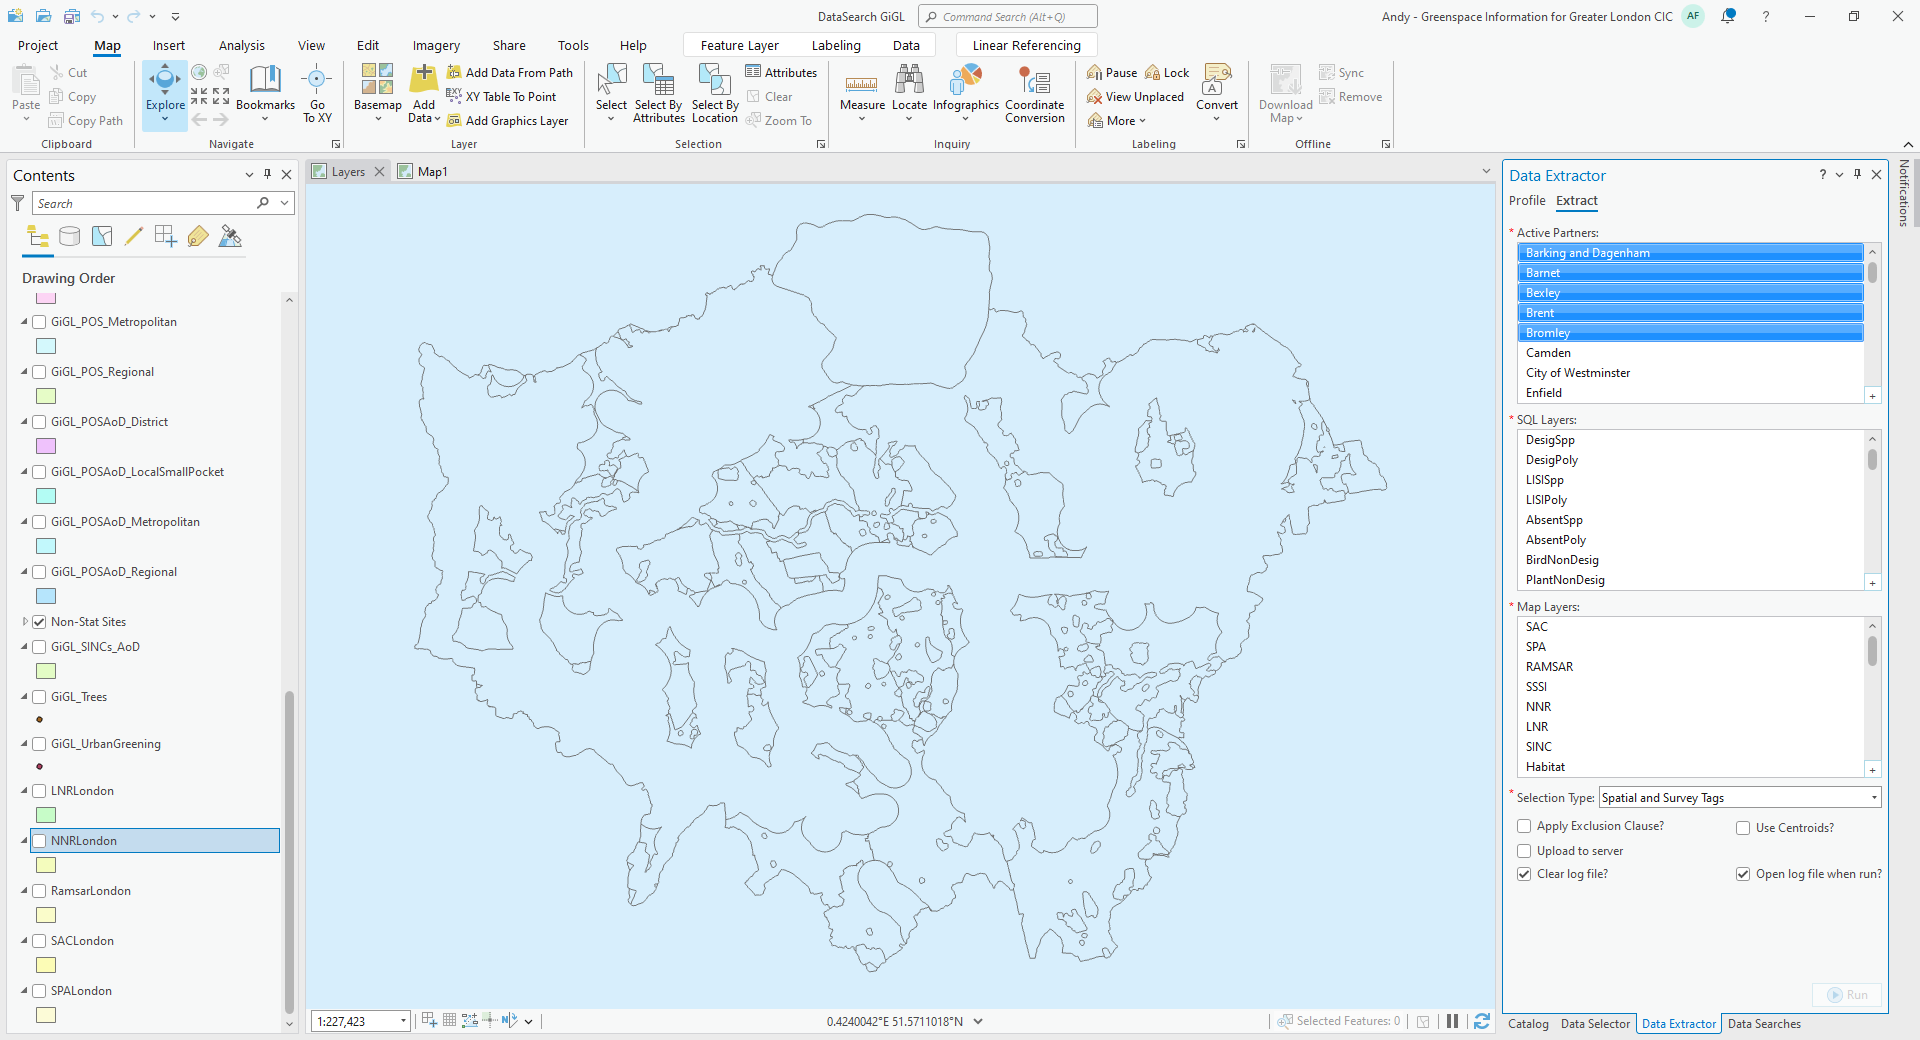 DataSearch GiGL
Command Search (Alt+Q)
Andy - Greenspace Information for Greater London CIC
AF
Project
Map
Insert
Analysis
View
Edit
Imagery
Share
Tools
Help
Feature Layer
Labeling
Data
Linear Referencing
Paste
Cut
Copy
Copy Path
Clipboard
Explore
Bookmarks
Go To XY
Navigate
Basemap
Add Data
Add Data From Path
XY Table To Point
Add Graphics Layer
Layer
Select
Select By Attributes
Select By Location
Attributes
Clear
Zoom To
Selection
Measure
Locate
Infographics
Coordinate Conversion
Inquiry
Pause
Lock
View Unplaced
More
Convert
Labeling
Download Map
Sync
Remove
Offline
Contents
Search
Drawing Order
GiGL_POS_Metropolitan
GiGL_POS_Regional
GiGL_POSAoD_District
GiGL_POSAoD_LocalSmallPocket
GiGL_POSAoD_Metropolitan
GiGL_POSAoD_Regional
Non-Stat Sites
GiGL_SINCs_AoD
GiGL_Trees
GiGL_UrbanGreening
LNRLondon
NNRLondon
RamsarLondon
SACLondon
SPALondon
Layers
Map1
1:227,423
0.4240042°E 51.5711018°N
Selected Features: 0
Data Extractor
Profile
Extract
* Active Partners:
Barking and Dagenham
Barnet
Bexley
Brent
Bromley
Camden
City of Westminster
Enfield
* SQL Layers:
DesigSpp
DesigPoly
LISISpp
LISIPoly
AbsentSpp
AbsentPoly
BirdNonDesig
PlantNonDesig
* Map Layers:
SAC
SPA
RAMSAR
SSSI
NNR
LNR
SINC
Habitat
* Selection Type: Spatial and Survey Tags
Apply Exclusion Clause?
Use Centroids?
Upload to server
Clear log file?
Open log file when run?
Run
Catalog
Data Selector
Data Extractor
Data Searches
Notifications